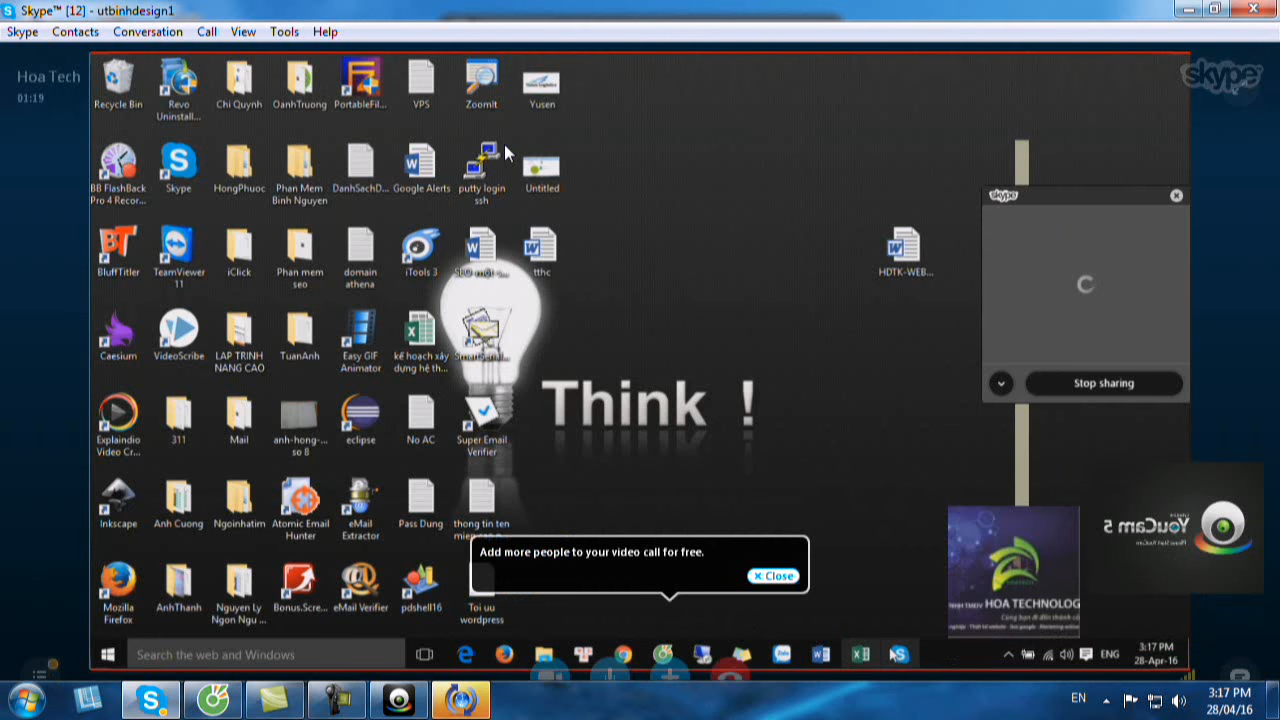 Skype™ [12] - utbinhdesign1
Skype Contacts Conversation Call View Tools Help
Hoa Tech
01:19
skype
Recycle Bin
Revo Uninstall...
Chi Quynh
OanhTruong
PortableFil...
VPS
ZoomIt
Yusen
BB FlashBack Pro 4 Recor...
Skype
HongPhuoc
Phan Mem Binh Nguyen
DanhSachD...
Google Alerts
putty login ssh
Untitled
skype
BluffTitler
TeamViewer 11
iClick
Phan mem seo
domain athena
iTools 3
tthc
HDTK-WEB...
Caesium
VideoScribe
LAP TRINH NANG CAO
TuanAnh
Easy GIF Animator
kế hoạch xây dựng hệ th...
Stop sharing
Think !
Explaindio Video Cr...
311
Mail
anh-hong-... so 8
eclipse
No AC
Super Email Verifier
Inkscape
Anh Cuong
Ngoinhatim
Atomic Email Hunter
eMail Extractor
Pass Dung
thong tin ten
YouCam 5
Add more people to your video call for free.
Close
HOA TECHNOLOG
Mozilla Firefox
AnhThanh
Nguyen Ly Ngon Ngu ...
Bonus.Scre...
eMail Verifier
pdshell16
Toi uu wordpress
Search the web and Windows
ENG
3:17 PM
28-Apr-16
EN
3:17 PM
28/04/16